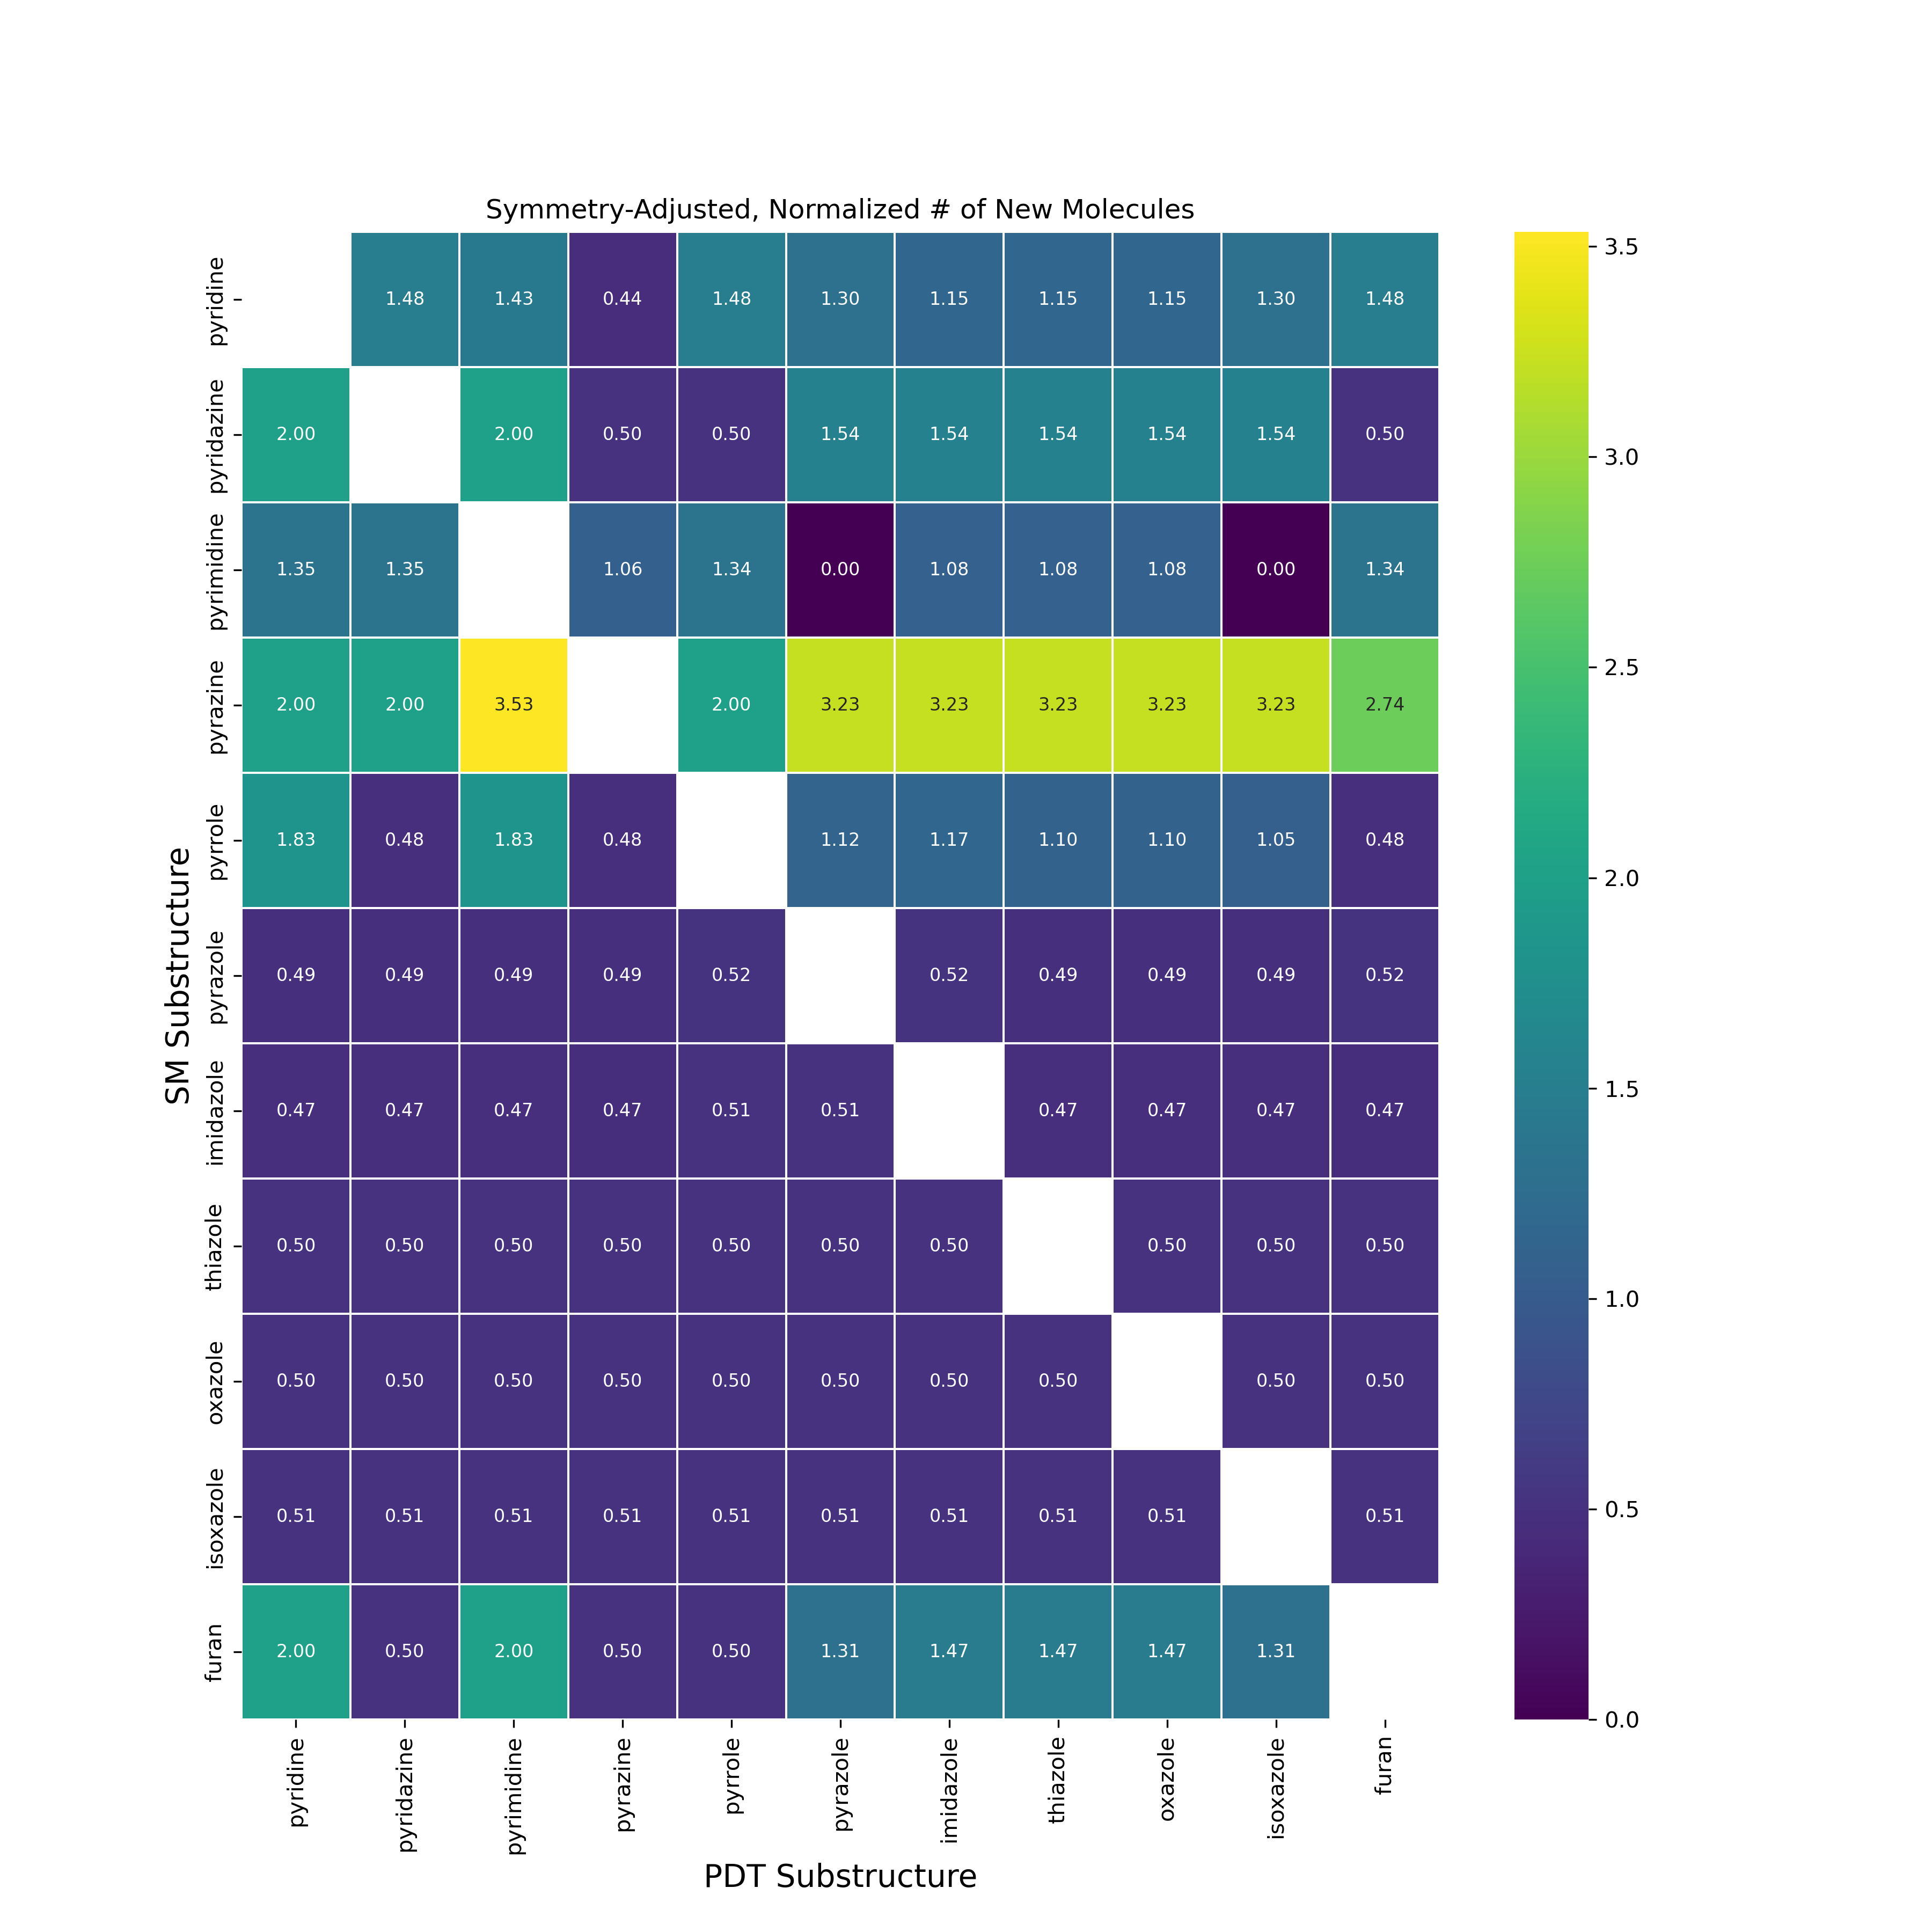 Symmetry-Adjusted, Normalized # of New Molecules
pyridine 1.48 1.43 0.44 1.48 1.30 1.15 1.15 1.15 1.30 1.48
pyridazine 2.00 2.00 0.50 0.50 1.54 1.54 1.54 1.54 1.54 0.50
pyrimidine 1.35 1.35 1.06 1.34 0.00 1.08 1.08 1.08 0.00 1.34
pyrazine 2.00 2.00 3.53 2.00 3.23 3.23 3.23 3.23 3.23 2.74
pyrrole 1.83 0.48 1.83 0.48 1.12 1.17 1.10 1.10 1.05 0.48
pyrazole 0.49 0.49 0.49 0.49 0.52 0.52 0.49 0.49 0.49 0.52
imidazole 0.47 0.47 0.47 0.47 0.51 0.51 0.47 0.47 0.47 0.47
thiazole 0.50 0.50 0.50 0.50 0.50 0.50 0.50 0.50 0.50 0.50
oxazole 0.50 0.50 0.50 0.50 0.50 0.50 0.50 0.50 0.50 0.50
isoxazole 0.51 0.51 0.51 0.51 0.51 0.51 0.51 0.51 0.51 0.51
furan 2.00 0.50 2.00 0.50 0.50 1.31 1.47 1.47 1.47 1.31
SM Substructure
pyridine pyridazine pyrimidine pyrazine pyrrole pyrazole imidazole thiazole oxazole isoxazole furan
PDT Substructure
3.5
3.0
2.5
2.0
1.5
1.0
0.5
0.0